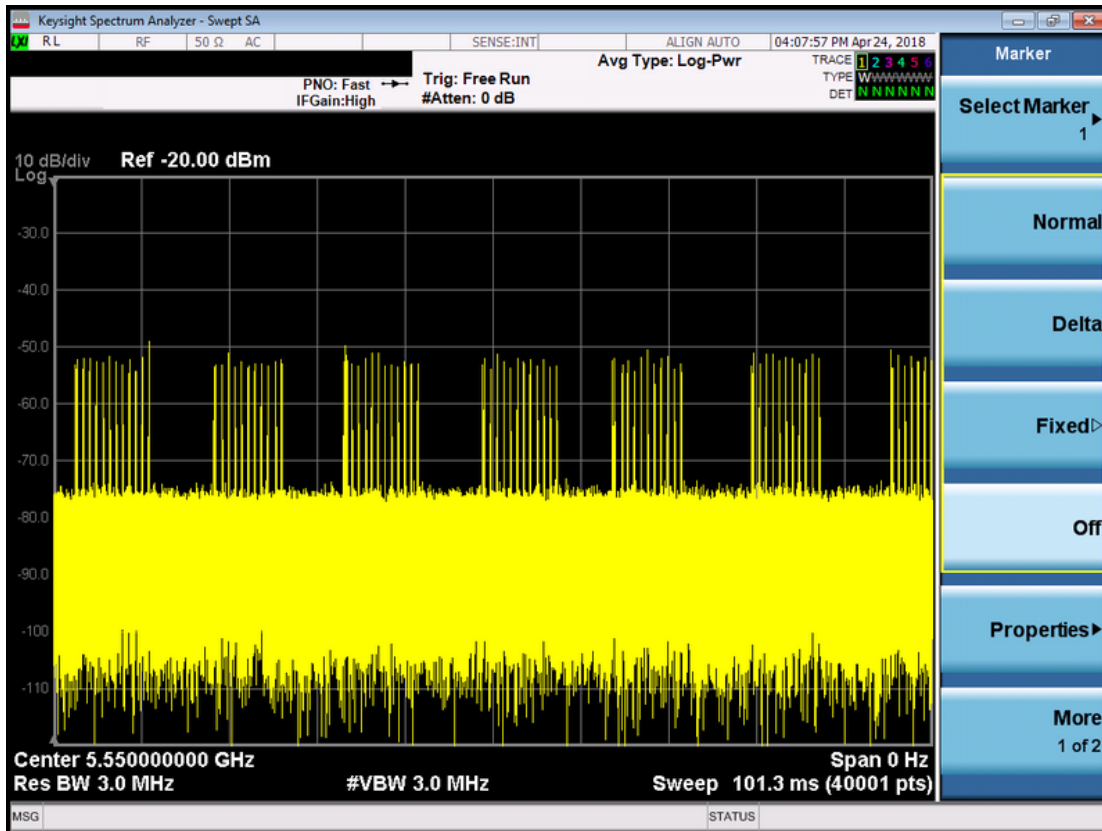 Keysight Spectrum Analyzer - Swept SA
LXI RL RF 50 Ω AC SENSE:INT ALIGN AUTO 04:07:57 PM Apr 24, 2018
Avg Type: Log-Pwr TRACE 1 2 3 4 5 6
PNO: Fast Trig: Free Run TYPE WWWWWWW
IFGain:High #Atten: 0 dB DET N N N N N N
10 dB/div Ref -20.00 dBm
Log
-30.0
-40.0
-50.0
-60.0
-70.0
-80.0
-90.0
-100
-110
Center 5.550000000 GHz Span 0 Hz
Res BW 3.0 MHz #VBW 3.0 MHz Sweep 101.3 ms (40001 pts)
MSG STATUS
Marker
Select Marker
1
Normal
Delta
Fixed
Off
Properties
More
1 of 2